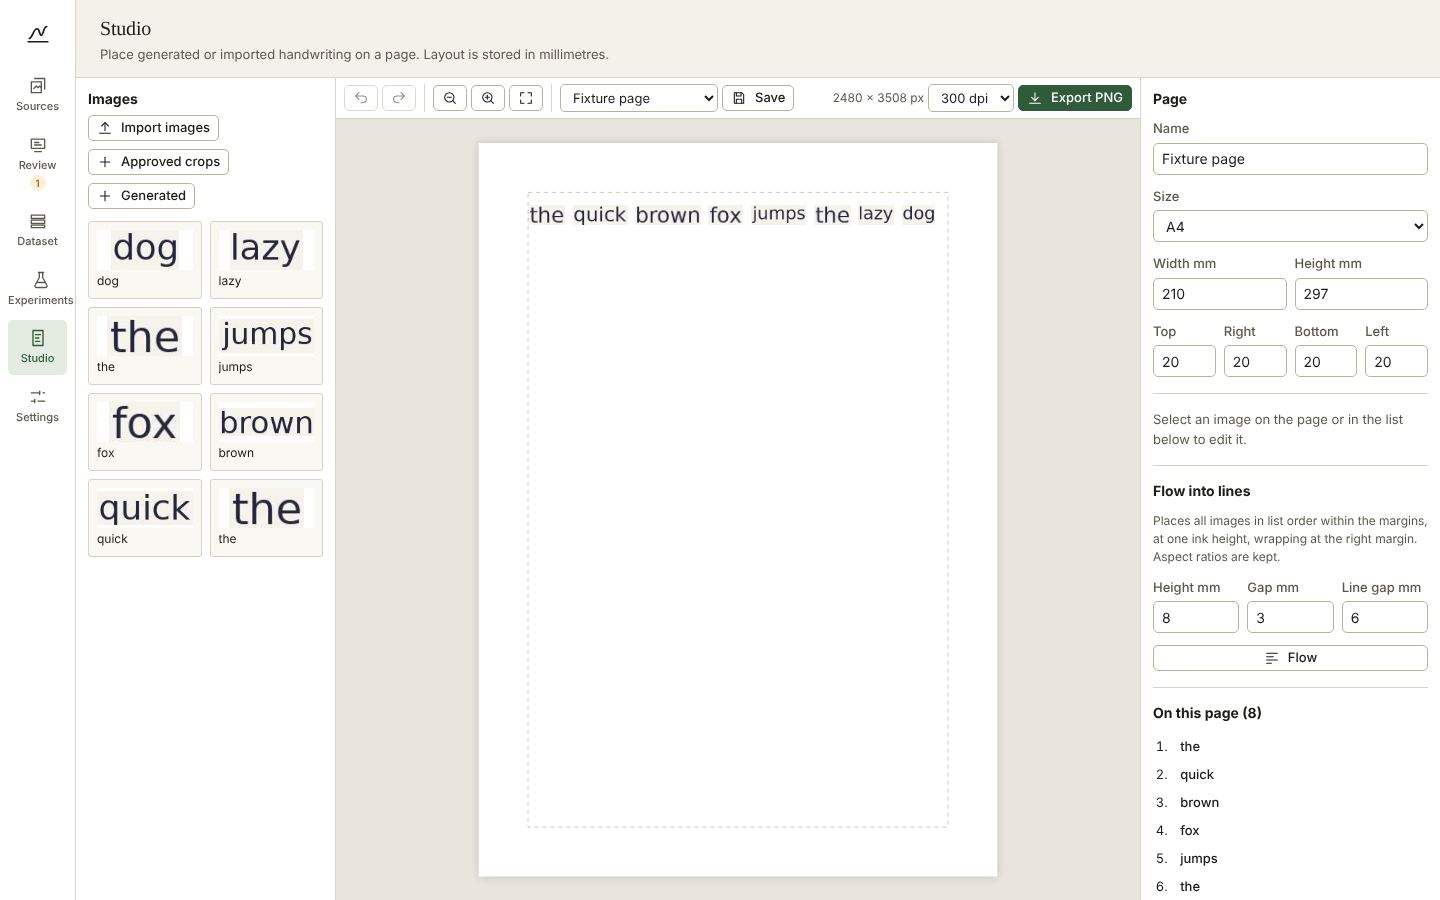 Studio
Place generated or imported handwriting on a page. Layout is stored in millimetres.
Sources
Review
1
Dataset
Experiments
Studio
Settings
Images
Import images
Approved crops
Generated
dog
dog
lazy
lazy
the
the
jumps
jumps
fox
fox
brown
brown
quick
quick
the
the
Fixture page
Save
2480 × 3508 px
300 dpi
Export PNG
the quick brown fox jumps the lazy dog
Page
Name
Fixture page
Size
A4
Width mm Height mm
210 297
Top Right Bottom Left
20 20 20 20
Select an image on the page or in the list
below to edit it.
Flow into lines
Places all images in list order within the margins,
at one ink height, wrapping at the right margin.
Aspect ratios are kept.
Height mm Gap mm Line gap mm
8 3 6
Flow
On this page (8)
1. the
2. quick
3. brown
4. fox
5. jumps
6. the